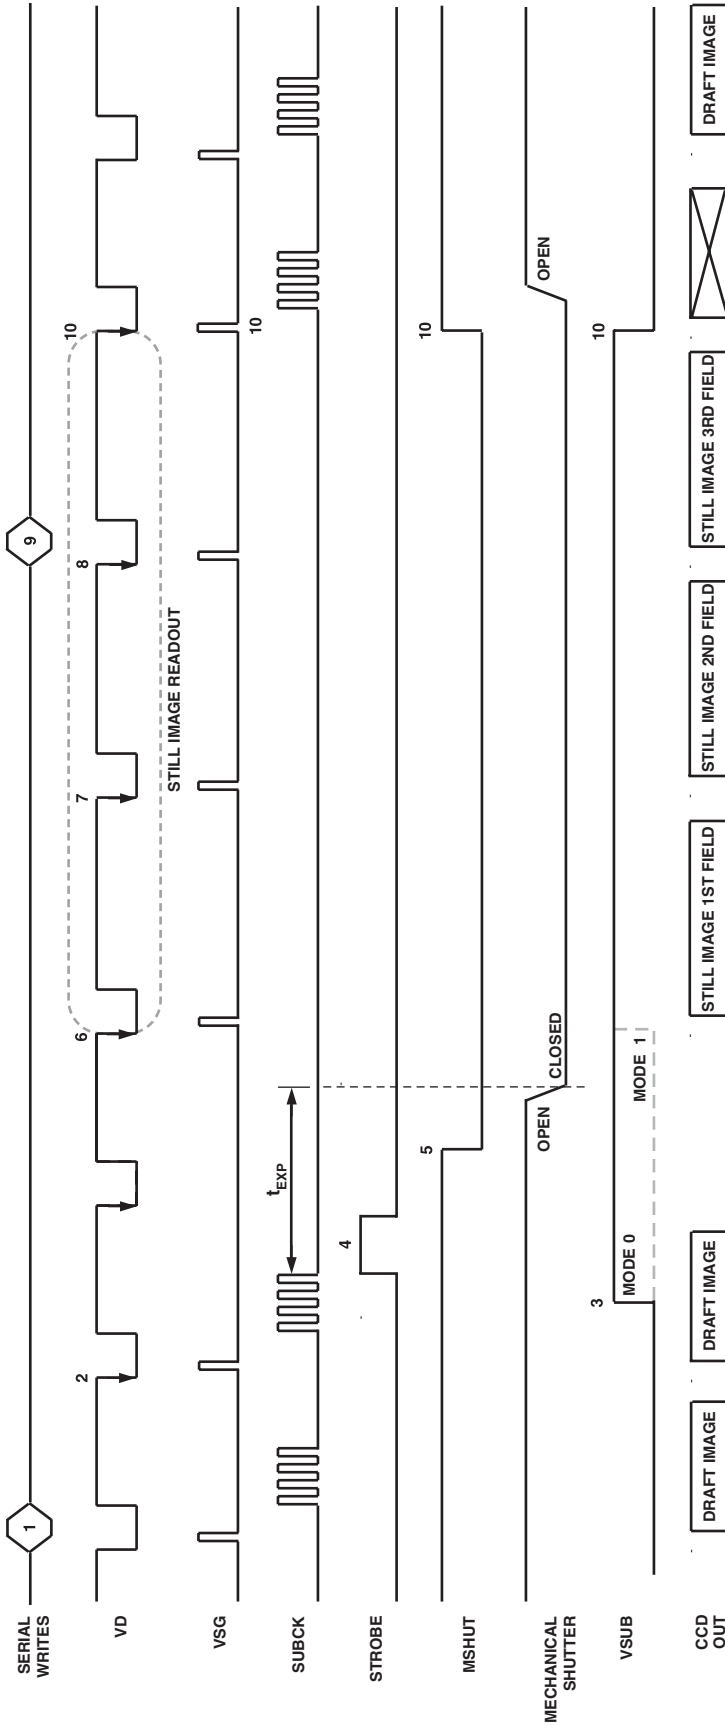 SERIAL
WRITES
1
9
VD
2
6
7
8
10
STILL IMAGE READOUT
VSG
10
SUBCK
tEXP
STROBE
4
MSHUT
5
10
MECHANICAL
SHUTTER
OPEN
CLOSED
OPEN
VSUB
3
MODE 0
MODE 1
10
CCD
OUT
DRAFT IMAGE
DRAFT IMAGE
STILL IMAGE 1ST FIELD
STILL IMAGE 2ND FIELD
STILL IMAGE 3RD FIELD
DRAFT IMAGE